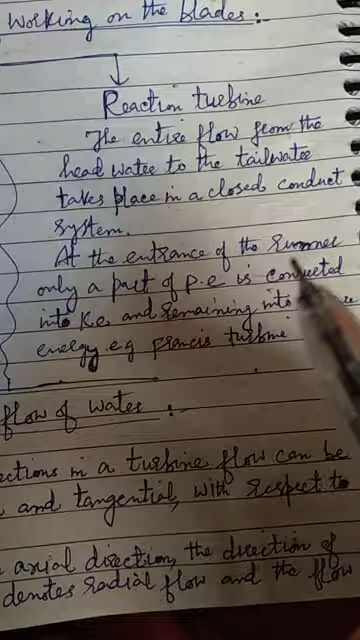 Working on the blades :-
Reaction turbine
The entire flow from the
head water to the tailwater
takes place in a closed conduct
system.
At the entrance of the runner
only a part of p.e is converted
into K.e and remaining into
energy e.g francis turbine
flow of water :-
ections in a turbine flow can be
and tangential, with respect to
axial direction, the direction of
denotes radial flow and the flow